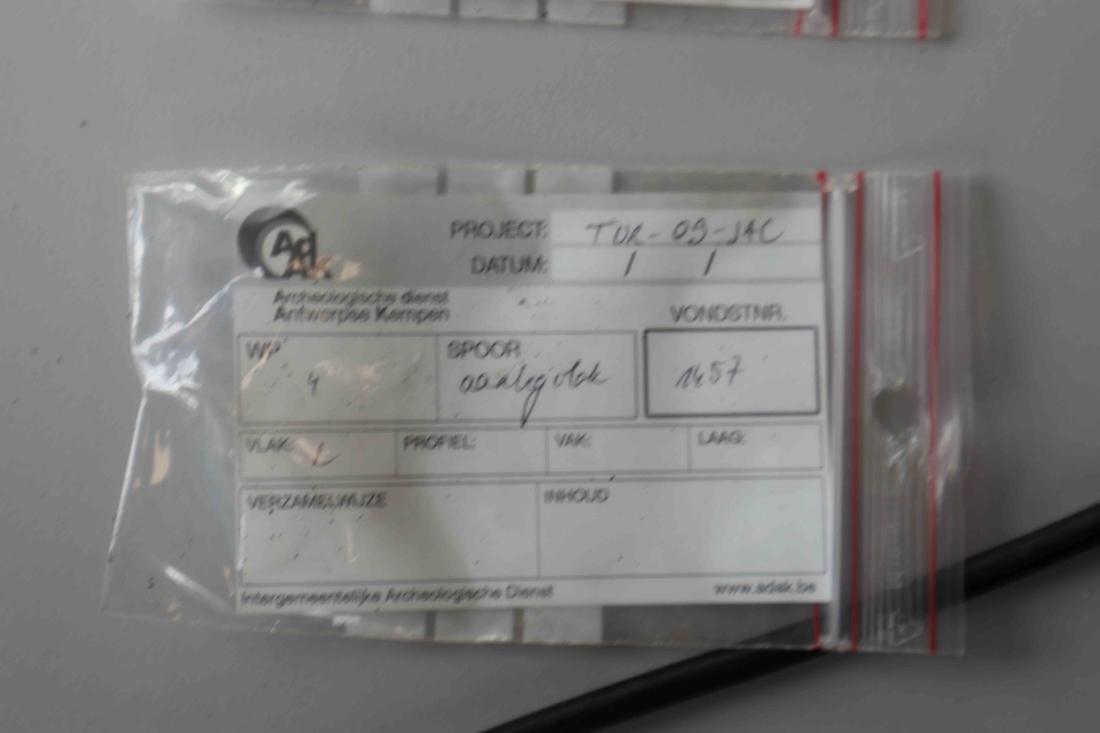 AdAK
PROJECT: TUR-09-JAC
DATUM: / /
Archeologische dienst
Antwerpse Kempen
VONDSTNR.
WP SPOOR
4 aanlegvlak 1457
VLAK: PROFIEL: VAK: LAAG:
VERZAMELWIJZE INHOUD
Intergemeentelijke Archeologische Dienst www.adak.be